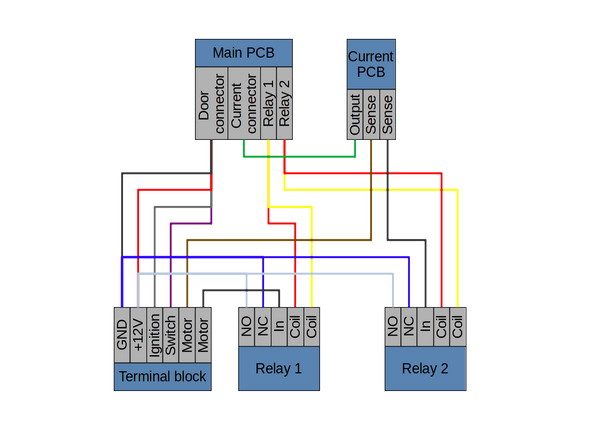 Main PCB
Current
PCB
Door
connector
Current
connector
Relay 1
Relay 2
Output
Sense
Sense
GND
+12V
Ignition
Switch
Motor
Motor
NO
NC
In
Coil
Coil
NO
NC
In
Coil
Coil
Terminal block
Relay 1
Relay 2